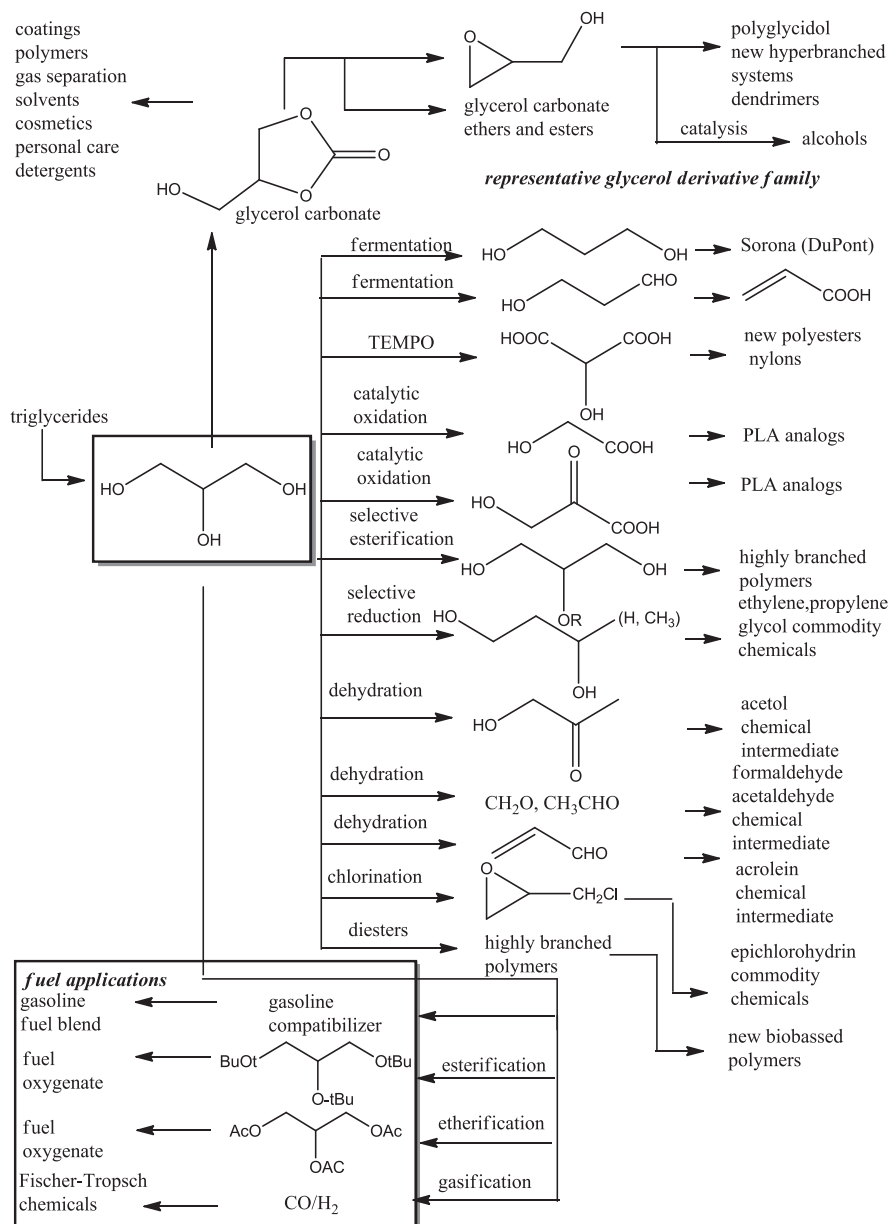 coatings
polymers
gas separation
solvents
cosmetics
personal care
detergents
O
OH
glycerol carbonate
ethers and esters
polyglycidol
new hyperbranched
systems
dendrimers
catalysis
alcohols
representative glycerol derivative family
O
O
O
HO
glycerol carbonate
fermentation
HO
OH
Sorona (DuPont)
fermentation
HO
CHO
COOH
TEMPO
HOOC
COOH
OH
new polyesters
nylons
triglycerides
HO
OH
OH
catalytic
oxidation
HO
COOH
PLA analogs
catalytic
oxidation
HO
O
COOH
PLA analogs
selective
esterification
HO
OH
OR
highly branched
polymers
selective
reduction
HO
(H, CH3)
OH
ethylene,propylene
glycol commodity
chemicals
dehydration
HO
O
acetol
chemical
intermediate
dehydration
CH2O, CH3CHO
formaldehyde
acetaldehyde
chemical
intermediate
dehydration
CHO
acrolein
chemical
intermediate
chlorination
O
CH2Cl
epichlorohydrin
commodity
chemicals
diesters
highly branched
polymers
new biobassed
polymers
fuel applications
gasoline
fuel blend
gasoline
compatibilizer
fuel
oxygenate
BuOt
OtBu
O-tBu
esterification
fuel
oxygenate
AcO
OAc
OAC
etherification
Fischer-Tropsch
chemicals
CO/H2
gasification